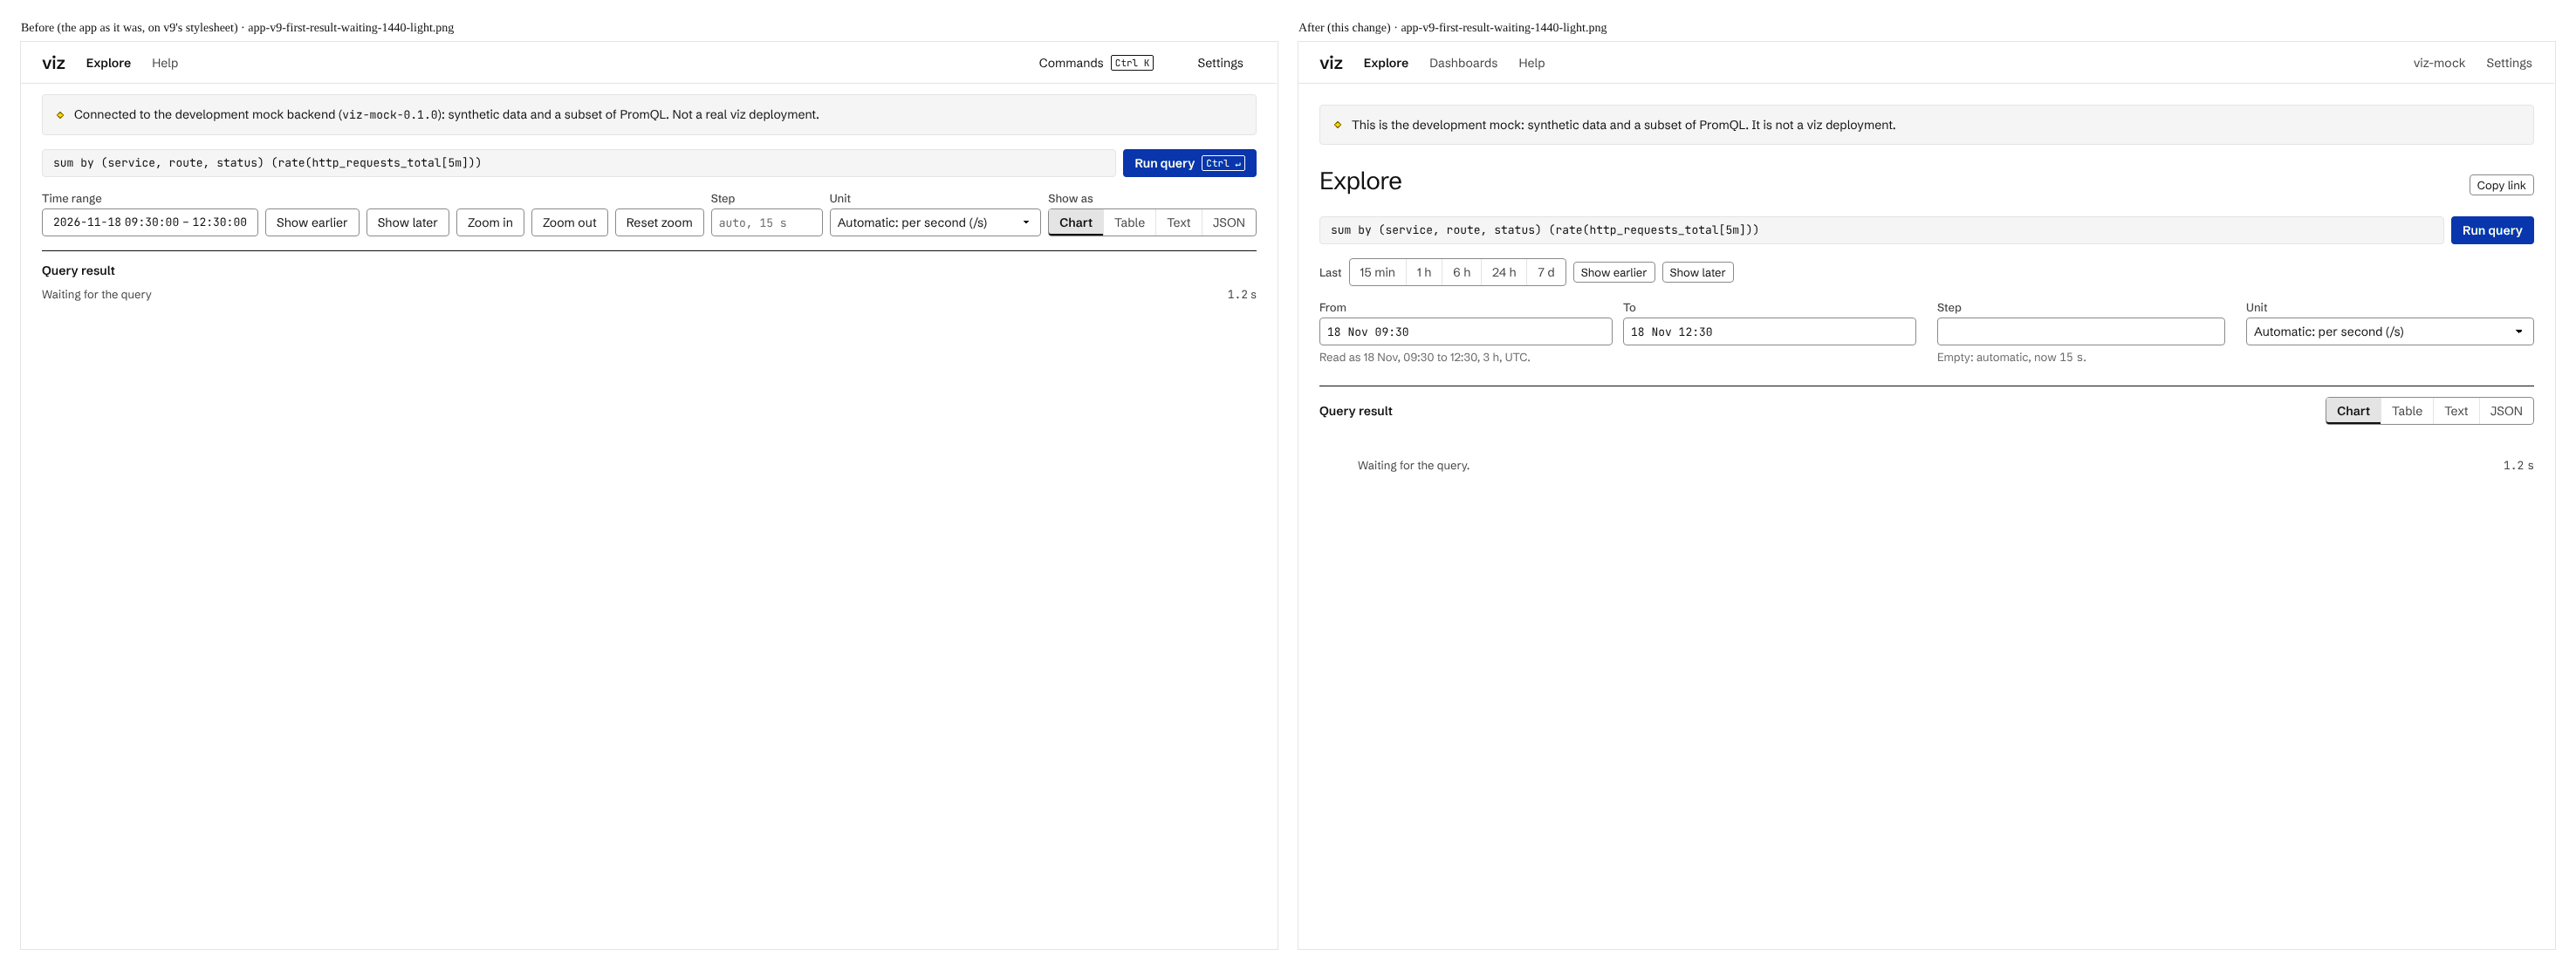 Before (the app as it was, on v9's stylesheet) · app-v9-first-result-waiting-1440-light.png
viz Explore Help Commands Ctrl K Settings
Connected to the development mock backend (viz-mock-0.1.0): synthetic data and a subset of PromQL. Not a real viz deployment.
sum by (service, route, status) (rate(http_requests_total[5m])) Run query Ctrl ↵
Time range Step Unit Show as
2026-11-18 09:30:00 – 12:30:00 Show earlier Show later Zoom in Zoom out Reset zoom auto, 15 s Automatic: per second (/s) Chart Table Text JSON
Query result
Waiting for the query 1.2 s
After (this change) · app-v9-first-result-waiting-1440-light.png
viz Explore Dashboards Help viz-mock Settings
This is the development mock: synthetic data and a subset of PromQL. It is not a viz deployment.
Explore Copy link
sum by (service, route, status) (rate(http_requests_total[5m])) Run query
Last 15 min 1 h 6 h 24 h 7 d Show earlier Show later
From To Step Unit
18 Nov 09:30 18 Nov 12:30 Automatic: per second (/s)
Read as 18 Nov, 09:30 to 12:30, 3 h, UTC. Empty: automatic, now 15 s.
Query result Chart Table Text JSON
Waiting for the query. 1.2 s